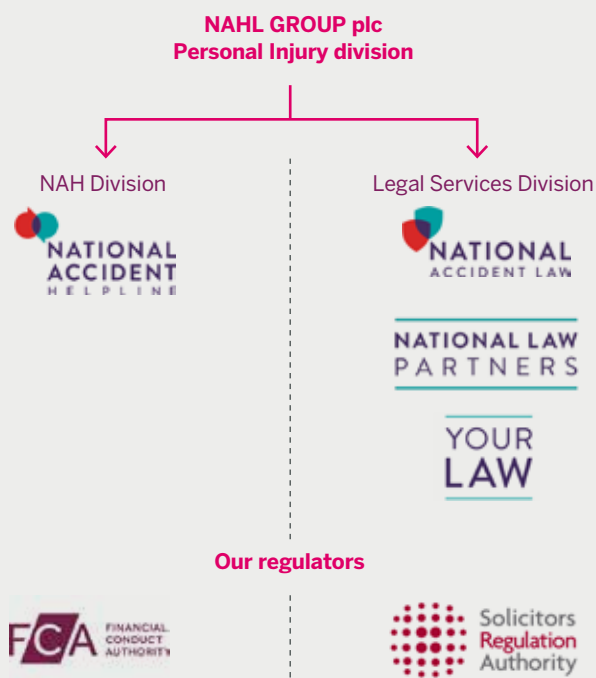 NAHL GROUP plc
Personal Injury division
NAH Division
NATIONAL
ACCIDENT
HELPLINE
Legal Services Division
NATIONAL
ACCIDENT LAW
NATIONAL LAW
PARTNERS
YOUR
LAW
Our regulators
FCA
FINANCIAL
CONDUCT
AUTHORITY
Solicitors
Regulation
Authority